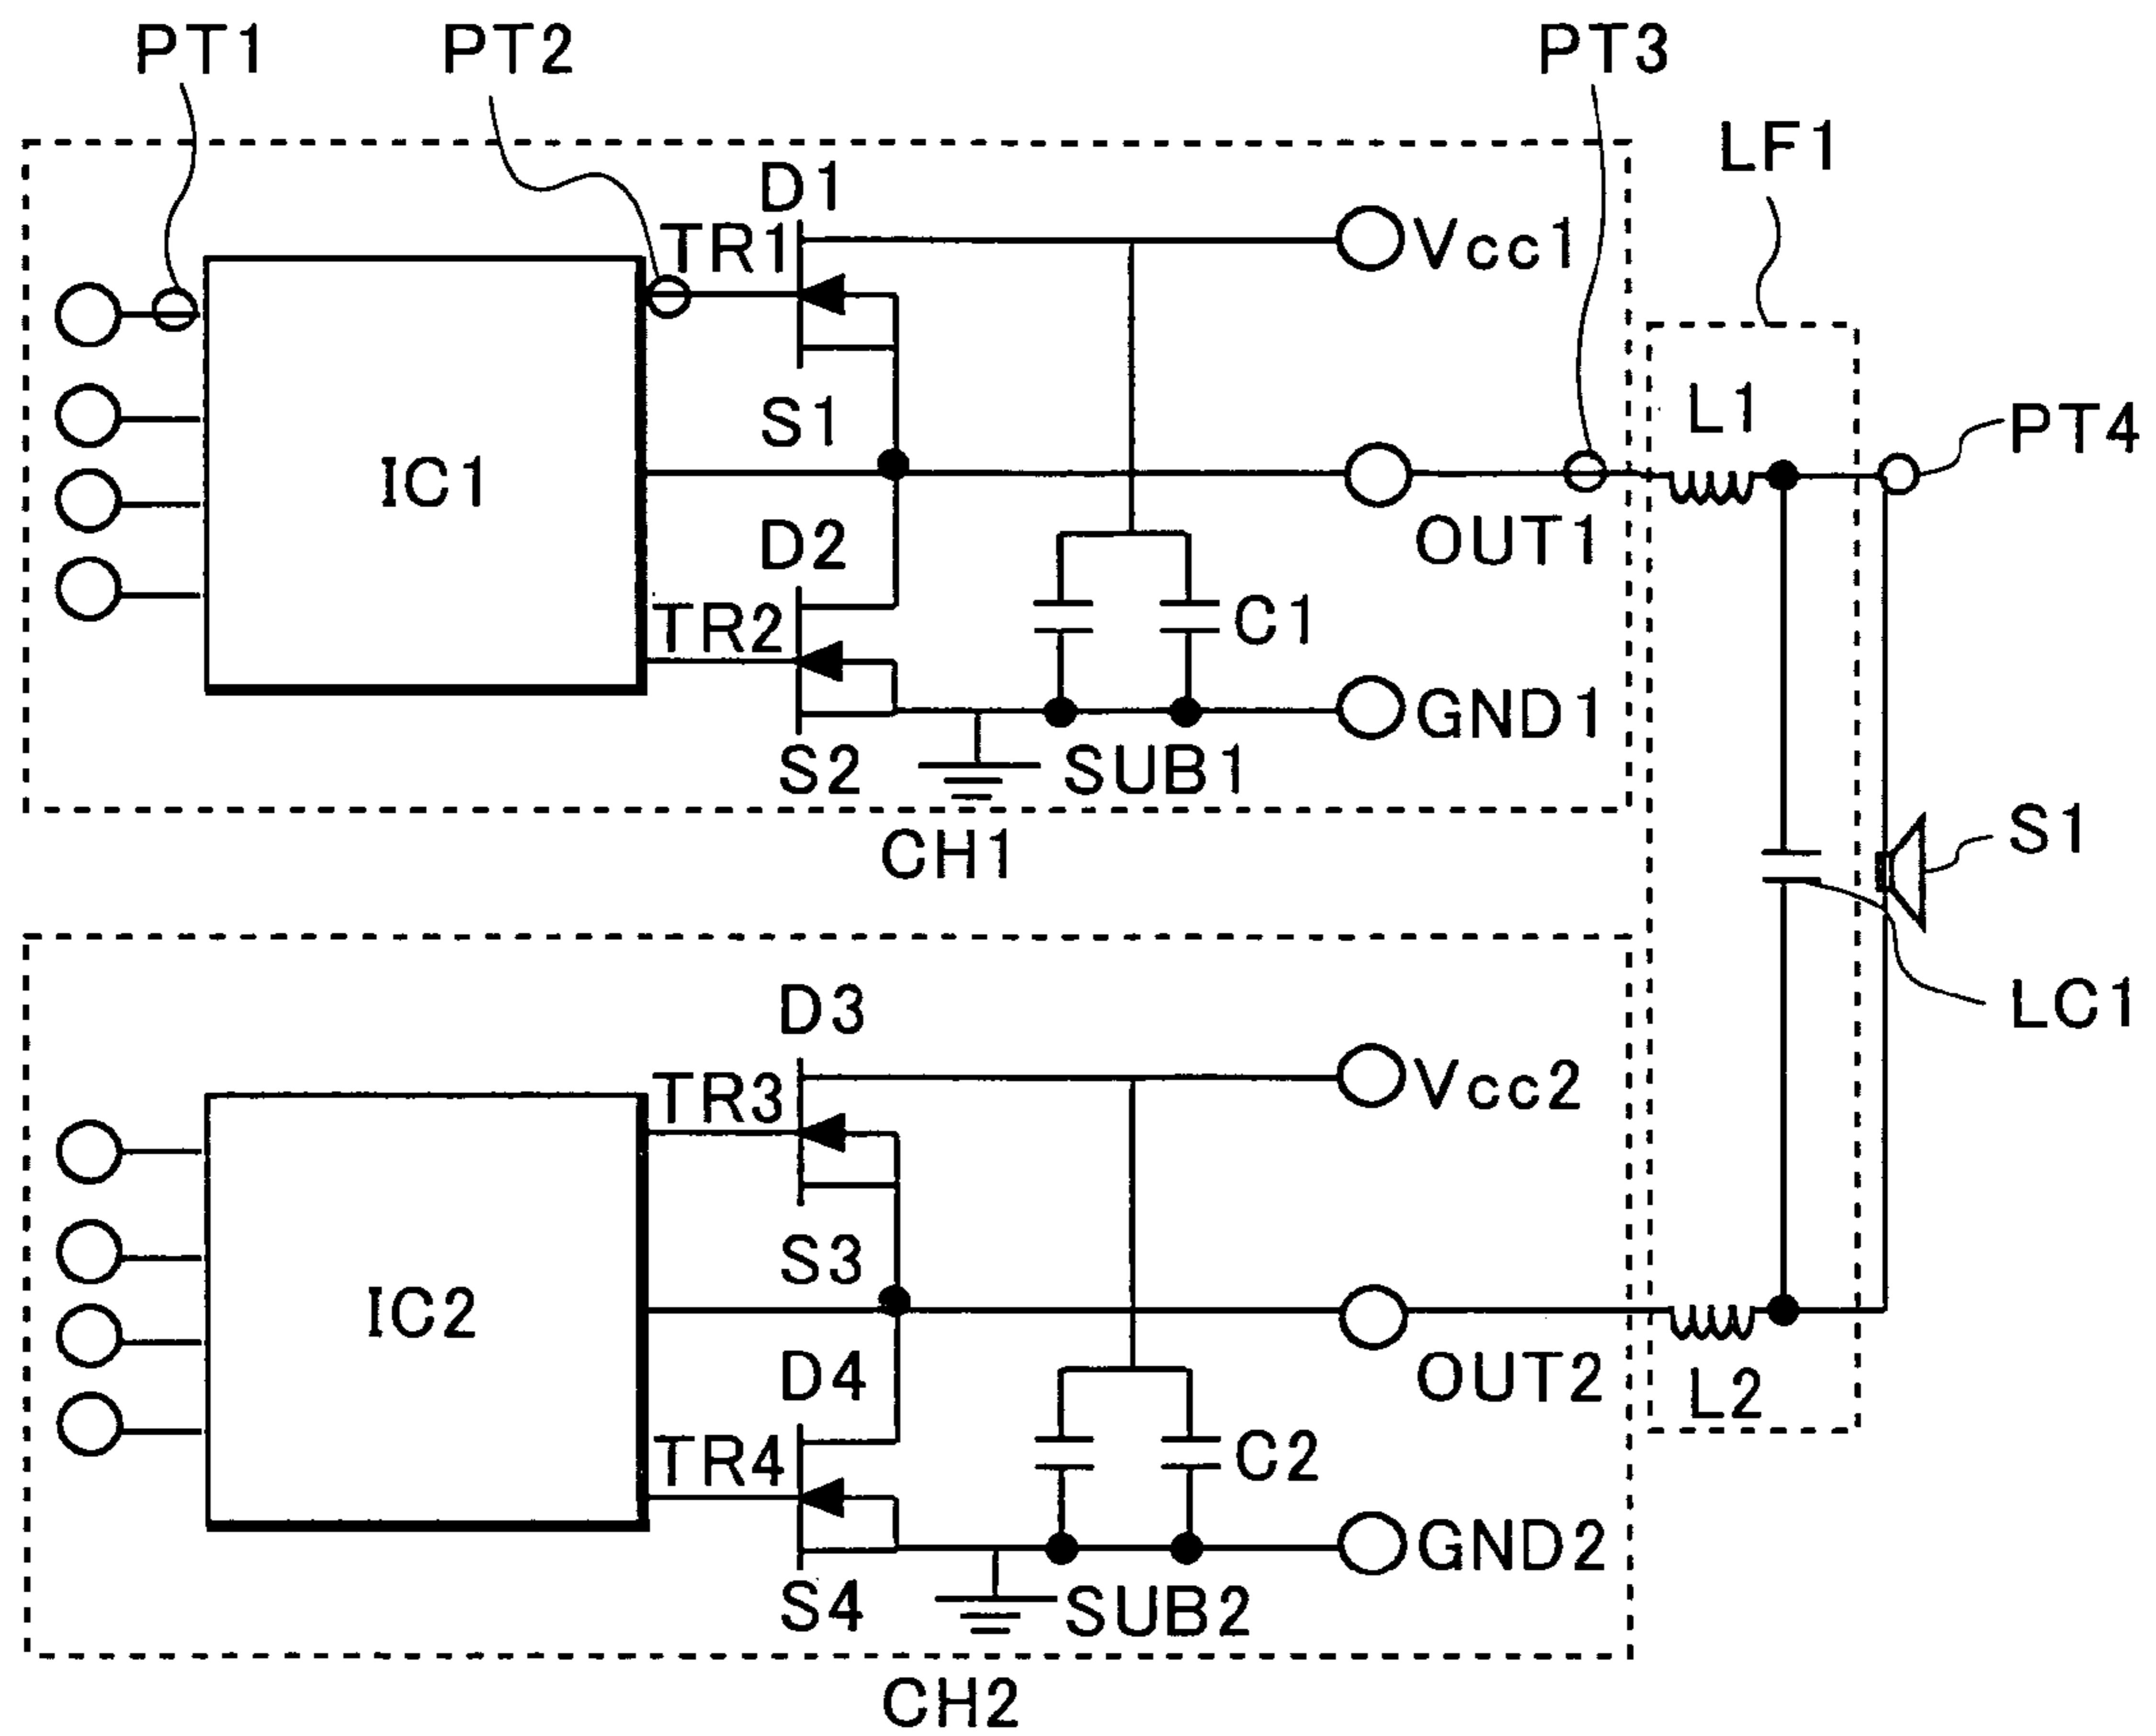 PT1
PT2
PT3
LF1
D1
TR1
Vcc1
L1
PT4
S1
IC1
OUT1
D2
TR2
C1
GND1
S2
SUB1
CH1
S1
LC1
D3
TR3
Vcc2
S3
IC2
OUT2
D4
L2
TR4
C2
GND2
S4
SUB2
CH2